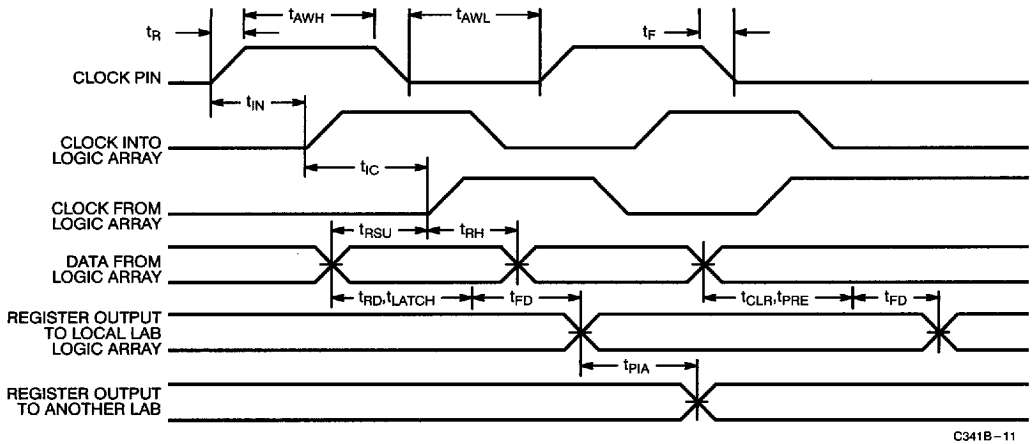 tR
tAWH
tAWL
tF
CLOCK PIN
tIN
CLOCK INTO
LOGIC ARRAY
tIC
CLOCK FROM
LOGIC ARRAY
tRSU
tRH
DATA FROM
LOGIC ARRAY
tRD,tLATCH
tFD
tCLR,tPRE
tFD
REGISTER OUTPUT
TO LOCAL LAB
LOGIC ARRAY
tPIA
REGISTER OUTPUT
TO ANOTHER LAB
C341B–11